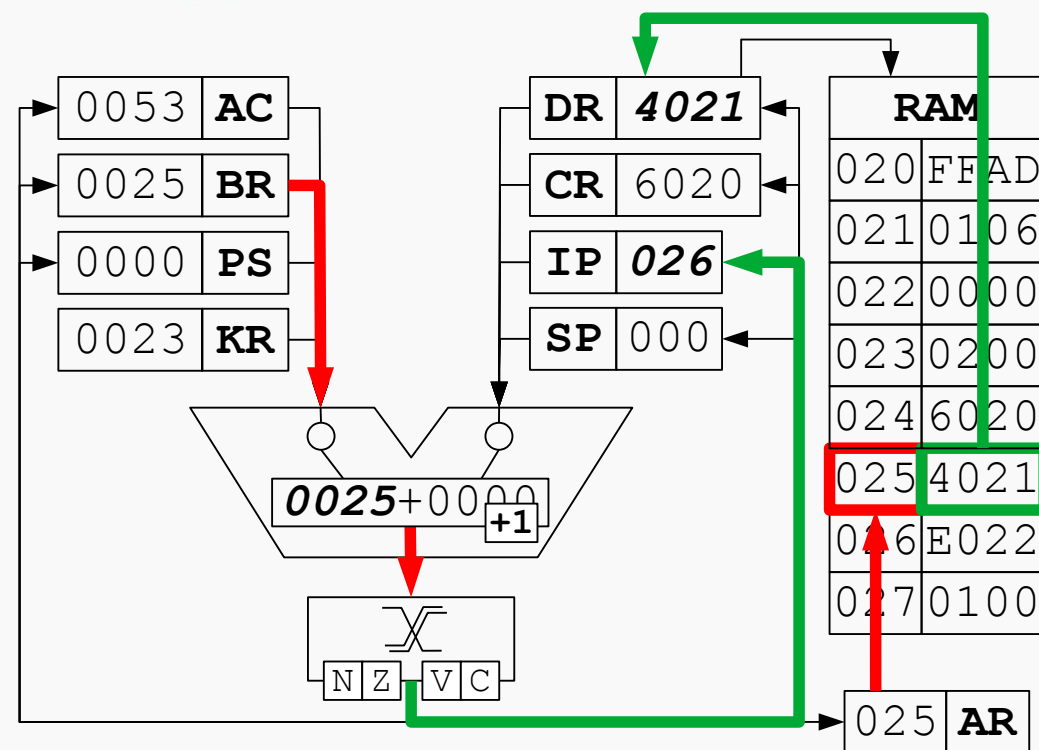 0053 AC
0025 BR
0000 PS
0023 KR
DR 4021
CR 6020
IP 026
SP 000
RAM
020 FFAD
021 0106
022 0000
023 0200
024 6020
025 4021
026 E022
027 0100
0025+0000
+1
N Z V C
025 AR